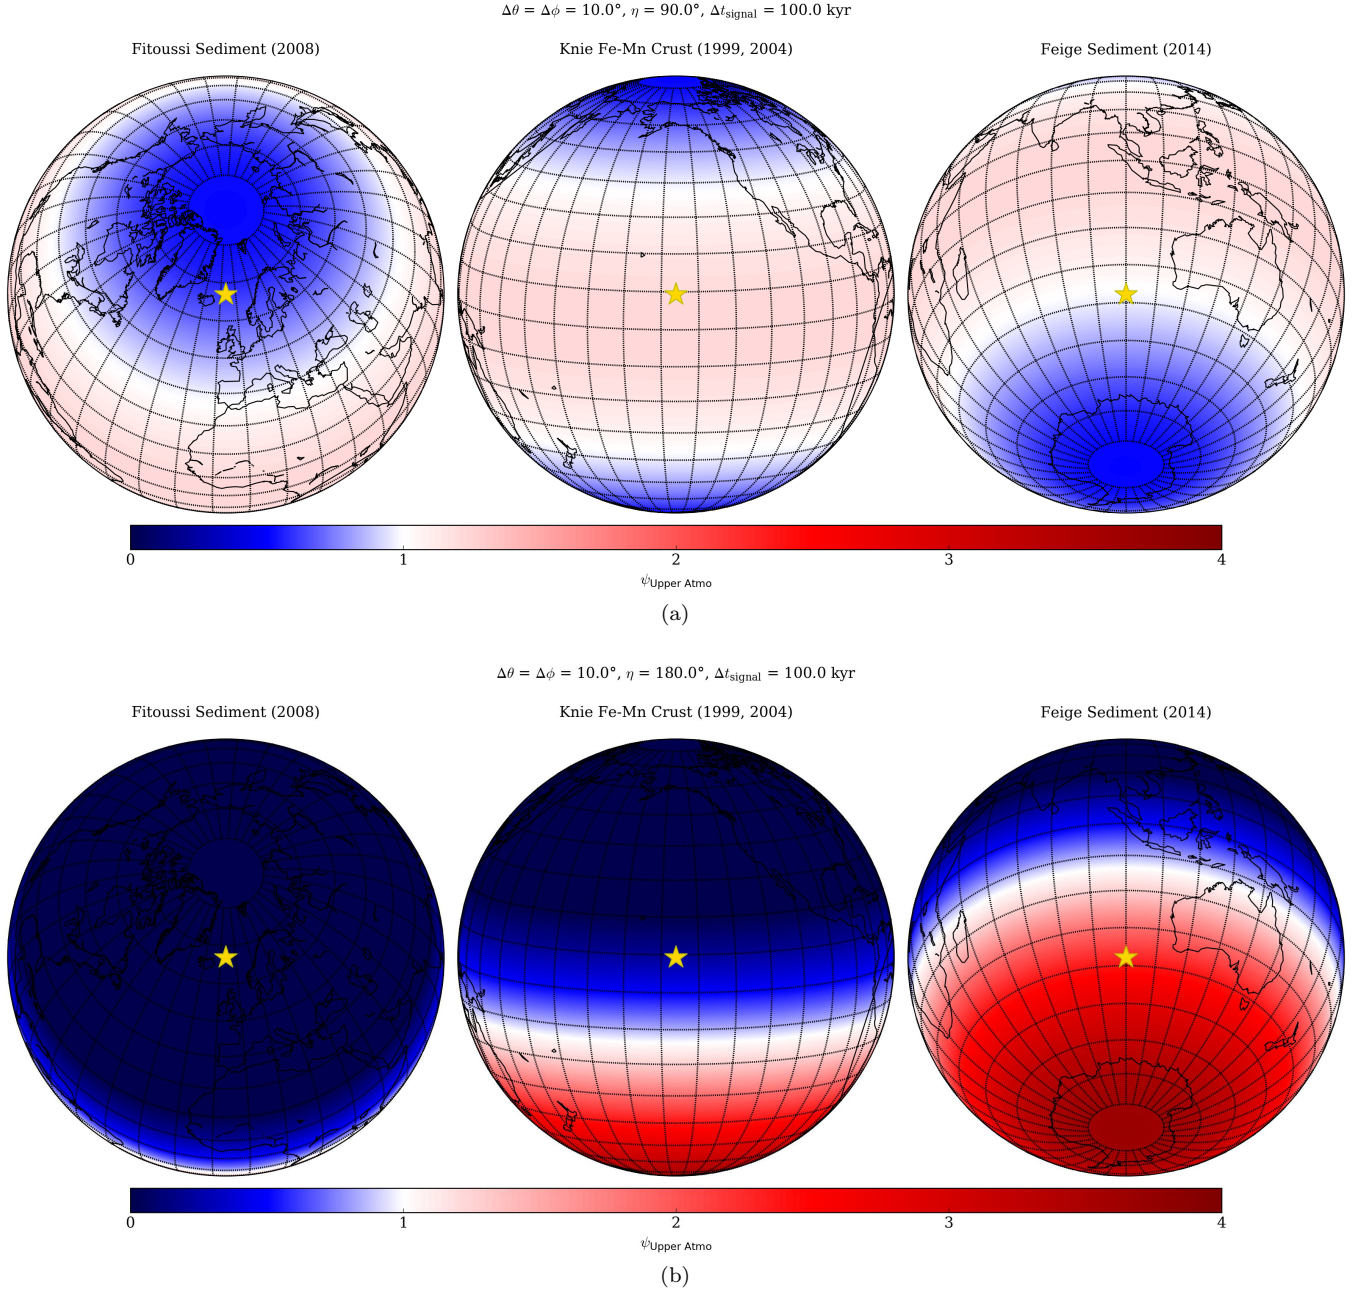 Δθ = Δϕ = 10.0°, η = 90.0°, Δt_signal = 100.0 kyr
Fitoussi Sediment (2008) Knie Fe-Mn Crust (1999, 2004) Feige Sediment (2014)
0 1 2 3 4
ψ_Upper Atmo
(a)
Δθ = Δϕ = 10.0°, η = 180.0°, Δt_signal = 100.0 kyr
Fitoussi Sediment (2008) Knie Fe-Mn Crust (1999, 2004) Feige Sediment (2014)
0 1 2 3 4
ψ_Upper Atmo
(b)